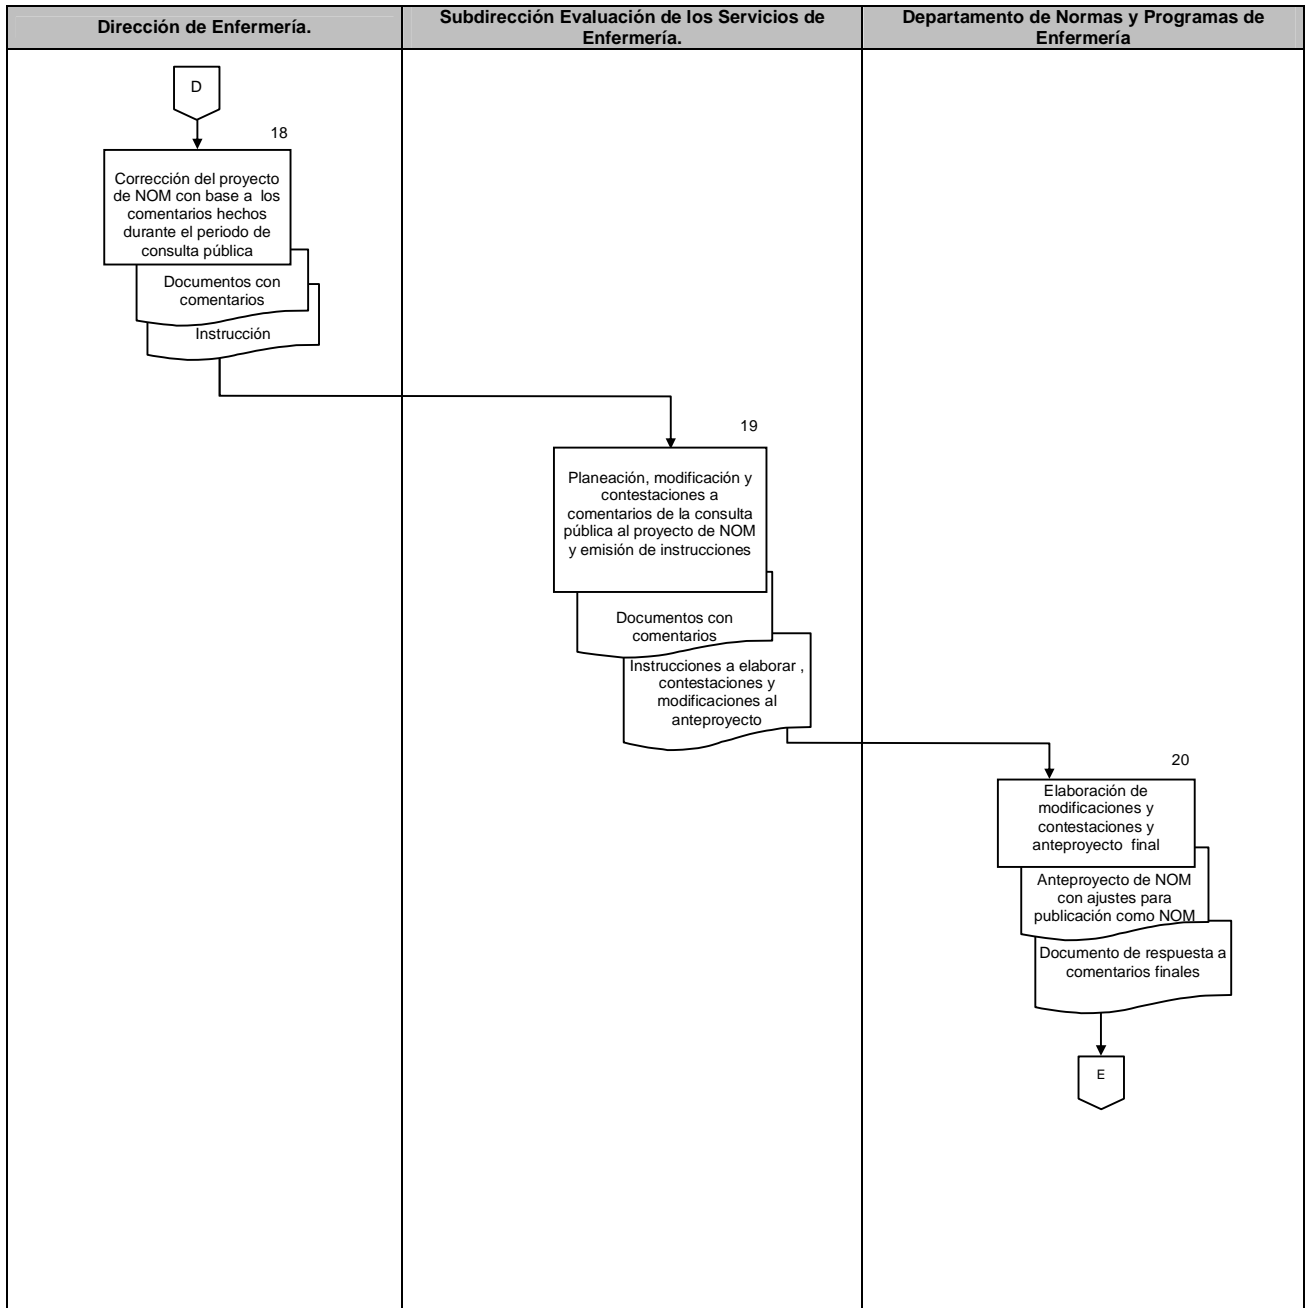 Dirección de Enfermería.
Subdirección Evaluación de los Servicios de
Enfermería.
Departamento de Normas y Programas de
Enfermería
D
18
Corrección del proyecto
de NOM con base a los
comentarios hechos
durante el periodo de
consulta pública
Documentos con
comentarios
Instrucción
19
Planeación, modificación y
contestaciones a
comentarios de la consulta
pública al proyecto de NOM
y emisión de instrucciones
Documentos con
comentarios
Instrucciones a elaborar ,
contestaciones y
modificaciones al
anteproyecto
20
Elaboración de
modificaciones y
contestaciones y
anteproyecto final
Anteproyecto de NOM
con ajustes para
publicación como NOM
Documento de respuesta a
comentarios finales
E